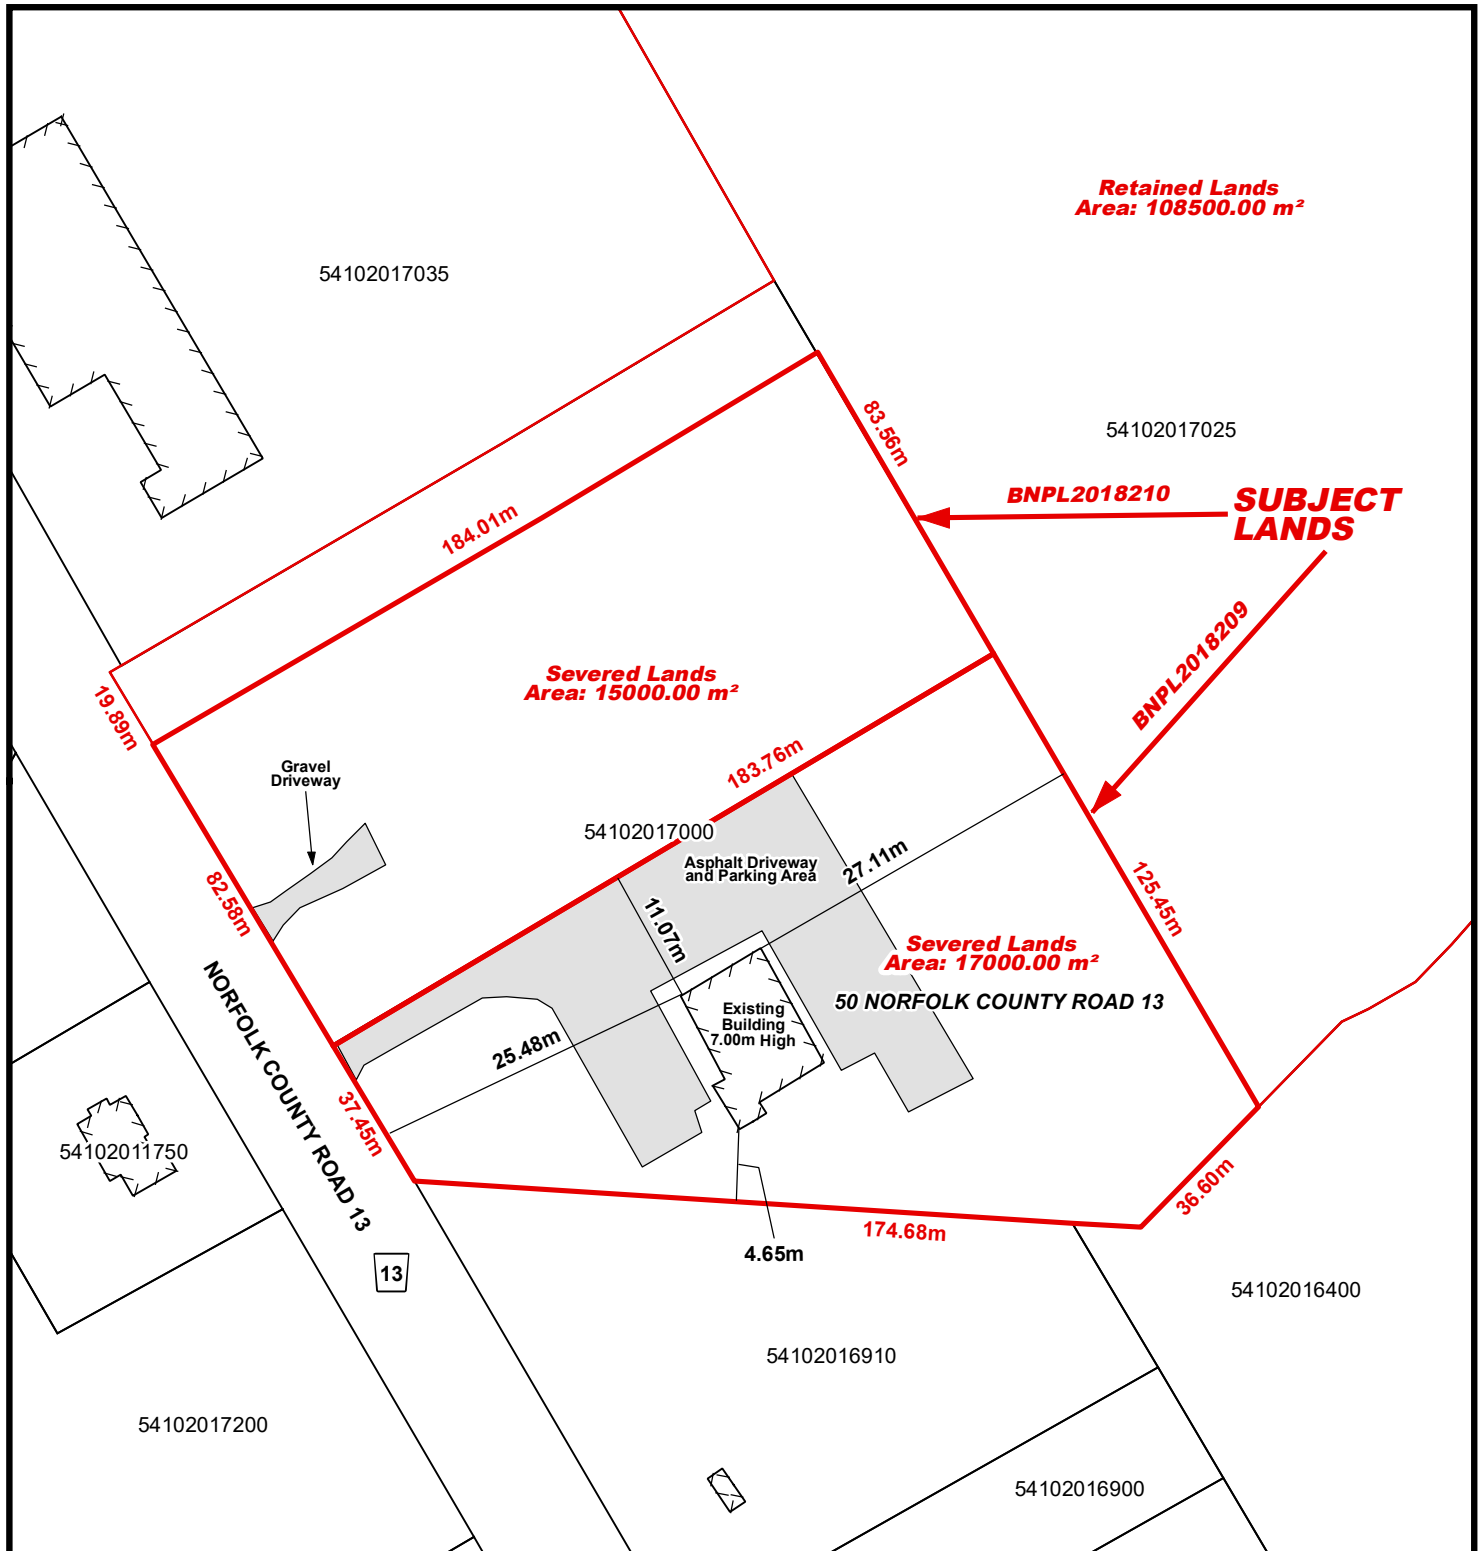 Retained Lands
Area: 108500.00 m²
54102017035
54102017025
83.56m
BNPL2018210
SUBJECT
LANDS
184.01m
BNPL2018209
Severed Lands
Area: 15000.00 m²
19.89m
183.76m
Gravel
Driveway
54102017000
Asphalt Driveway
and Parking Area
27.11m
82.58m
125.45m
11.07m
Severed Lands
Area: 17000.00 m²
50 NORFOLK COUNTY ROAD 13
Existing
Building
7.00m High
25.48m
NORFOLK COUNTY ROAD 13
37.45m
54102011750
36.60m
174.68m
4.65m
13
54102016400
54102016910
54102017200
54102016900